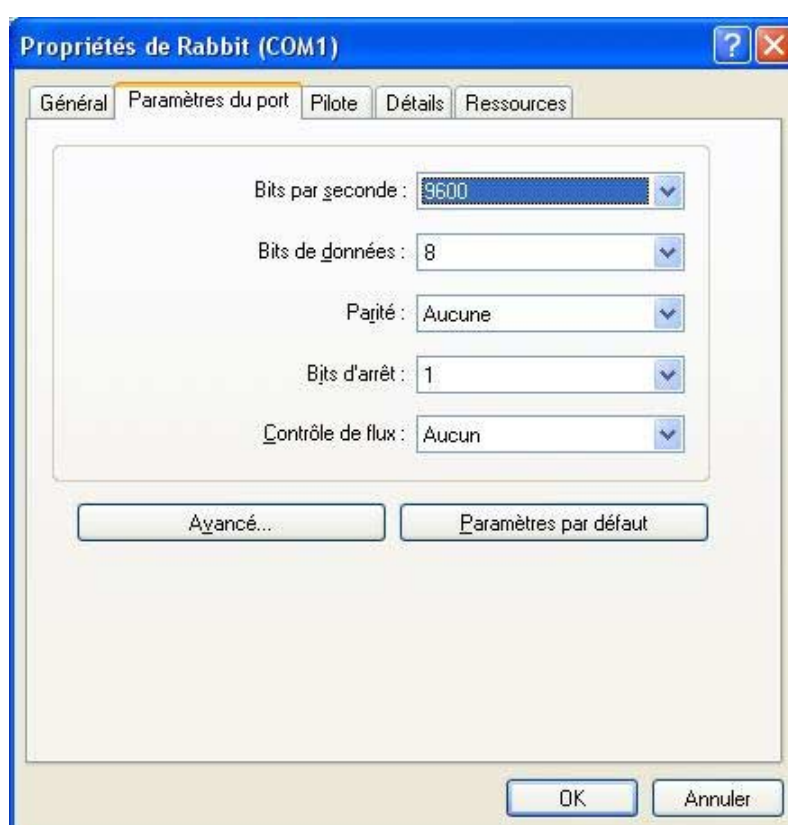 Propriétés de Rabbit (COM1)
Général Paramètres du port Pilote Détails Ressources
Bits par seconde : 9600
Bits de données : 8
Parité : Aucune
Bits d'arrêt : 1
Contrôle de flux : Aucun
Avancé... Paramètres par défaut
OK Annuler